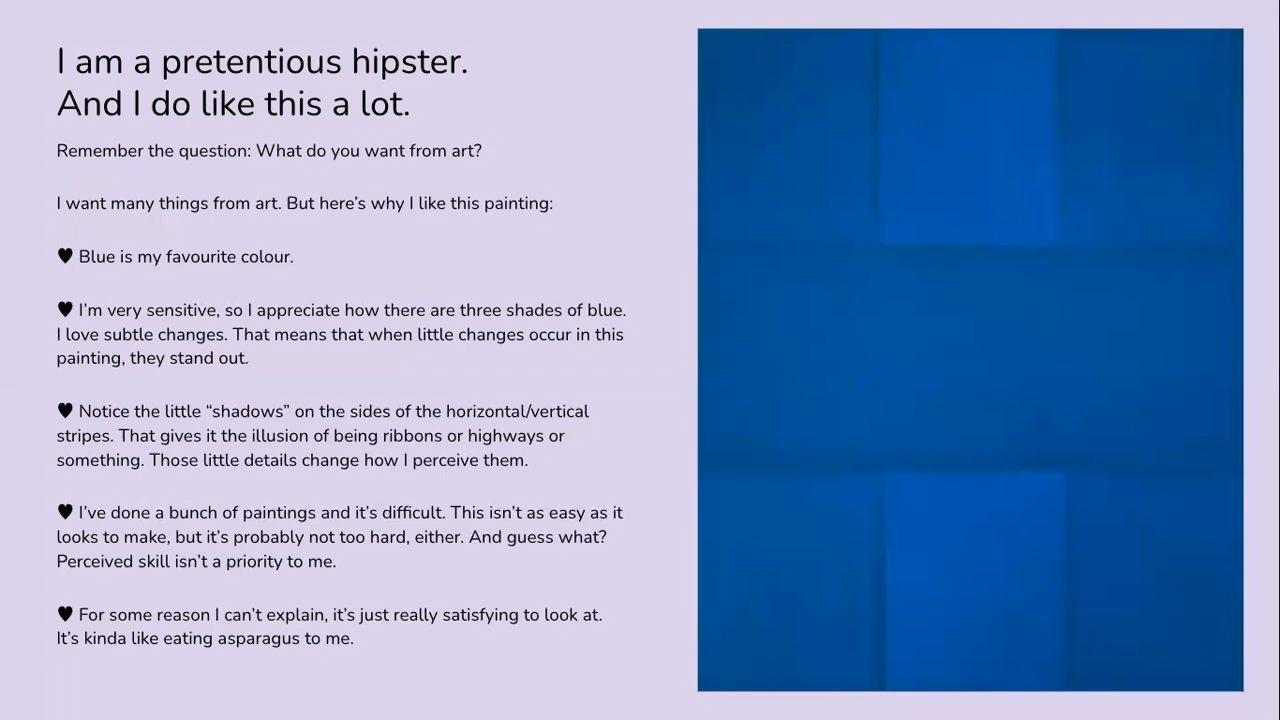 I am a pretentious hipster.
And I do like this a lot.
Remember the question: What do you want from art?
I want many things from art. But here’s why I like this painting:
♥ Blue is my favourite colour.
♥ I’m very sensitive, so I appreciate how there are three shades of blue.
I love subtle changes. That means that when little changes occur in this
painting, they stand out.
♥ Notice the little “shadows” on the sides of the horizontal/vertical
stripes. That gives it the illusion of being ribbons or highways or
something. Those little details change how I perceive them.
♥ I’ve done a bunch of paintings and it’s difficult. This isn’t as easy as it
looks to make, but it’s probably not too hard, either. And guess what?
Perceived skill isn’t a priority to me.
♥ For some reason I can’t explain, it’s just really satisfying to look at.
It’s kinda like eating asparagus to me.